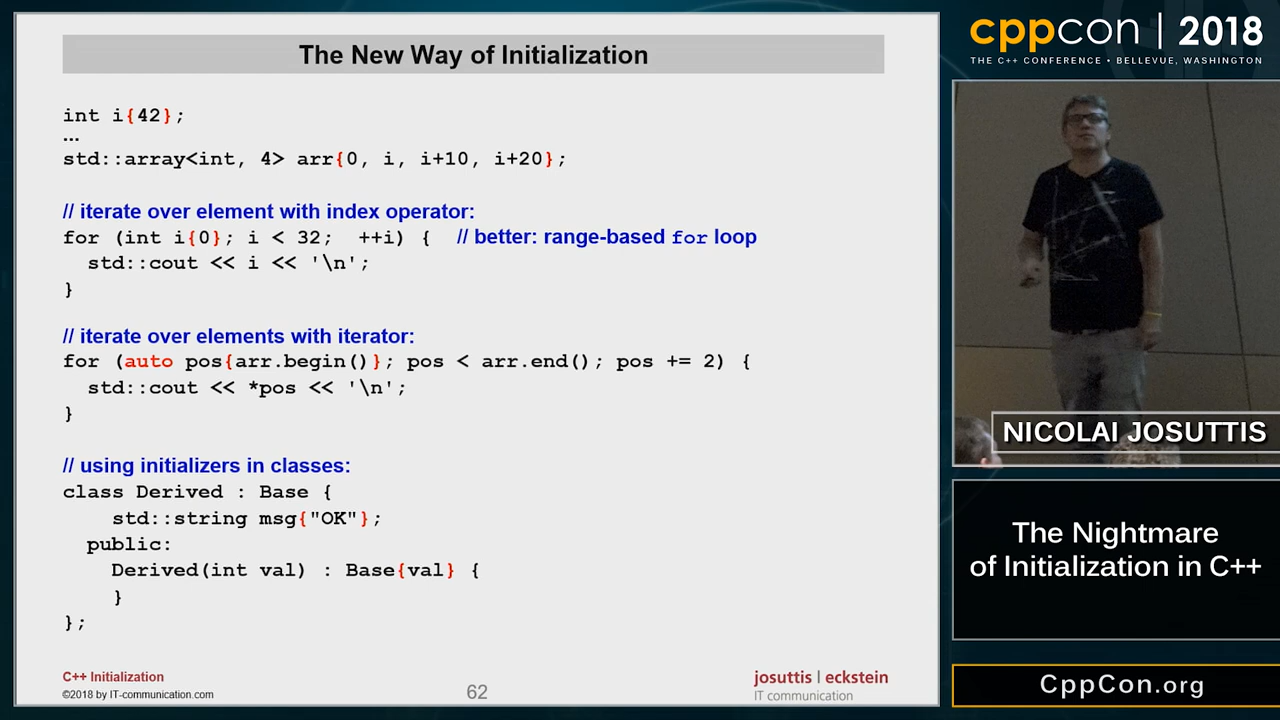 The New Way of Initialization
int i{42};
...
std::array<int, 4> arr{0, i, i+10, i+20};
// iterate over element with index operator:
for (int i{0}; i < 32;  ++i) {  // better: range-based for loop
  std::cout << i << '\n';
}
// iterate over elements with iterator:
for (auto pos{arr.begin()}; pos < arr.end(); pos += 2) {
  std::cout << *pos << '\n';
}
// using initializers in classes:
class Derived : Base {
    std::string msg{"OK"};
  public:
    Derived(int val) : Base{val} {
    }
};
C++ Initialization
©2018 by IT-communication.com
62
josuttis | eckstein
IT communication
cppcon | 2018
THE C++ CONFERENCE • BELLEVUE, WASHINGTON
NICOLAI JOSUTTIS
The Nightmare
of Initialization in C++
CppCon.org